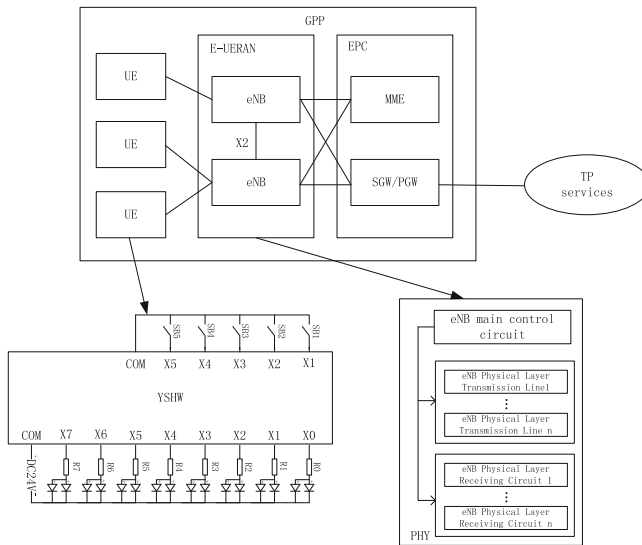 GPP
E-UERAN
EPC
UE
eNB
MME
X2
UE
eNB
SGW/PGW
TP
services
UE
SB5
SB4
SB3
SB2
SB1
COM X5 X4 X3 X2 X1
YSHW
COM X7 X6 X5 X4 X3 X2 X1 X0
DC24V
R7
R6
R5
R4
R3
R2
R1
R0
eNB main control
circuit
eNB Physical Layer
Transmission Line1
eNB Physical Layer
Transmission Line n
eNB Physical Layer
Receiving Circuit 1
eNB Physical Layer
Receiving Circuit n
PHY